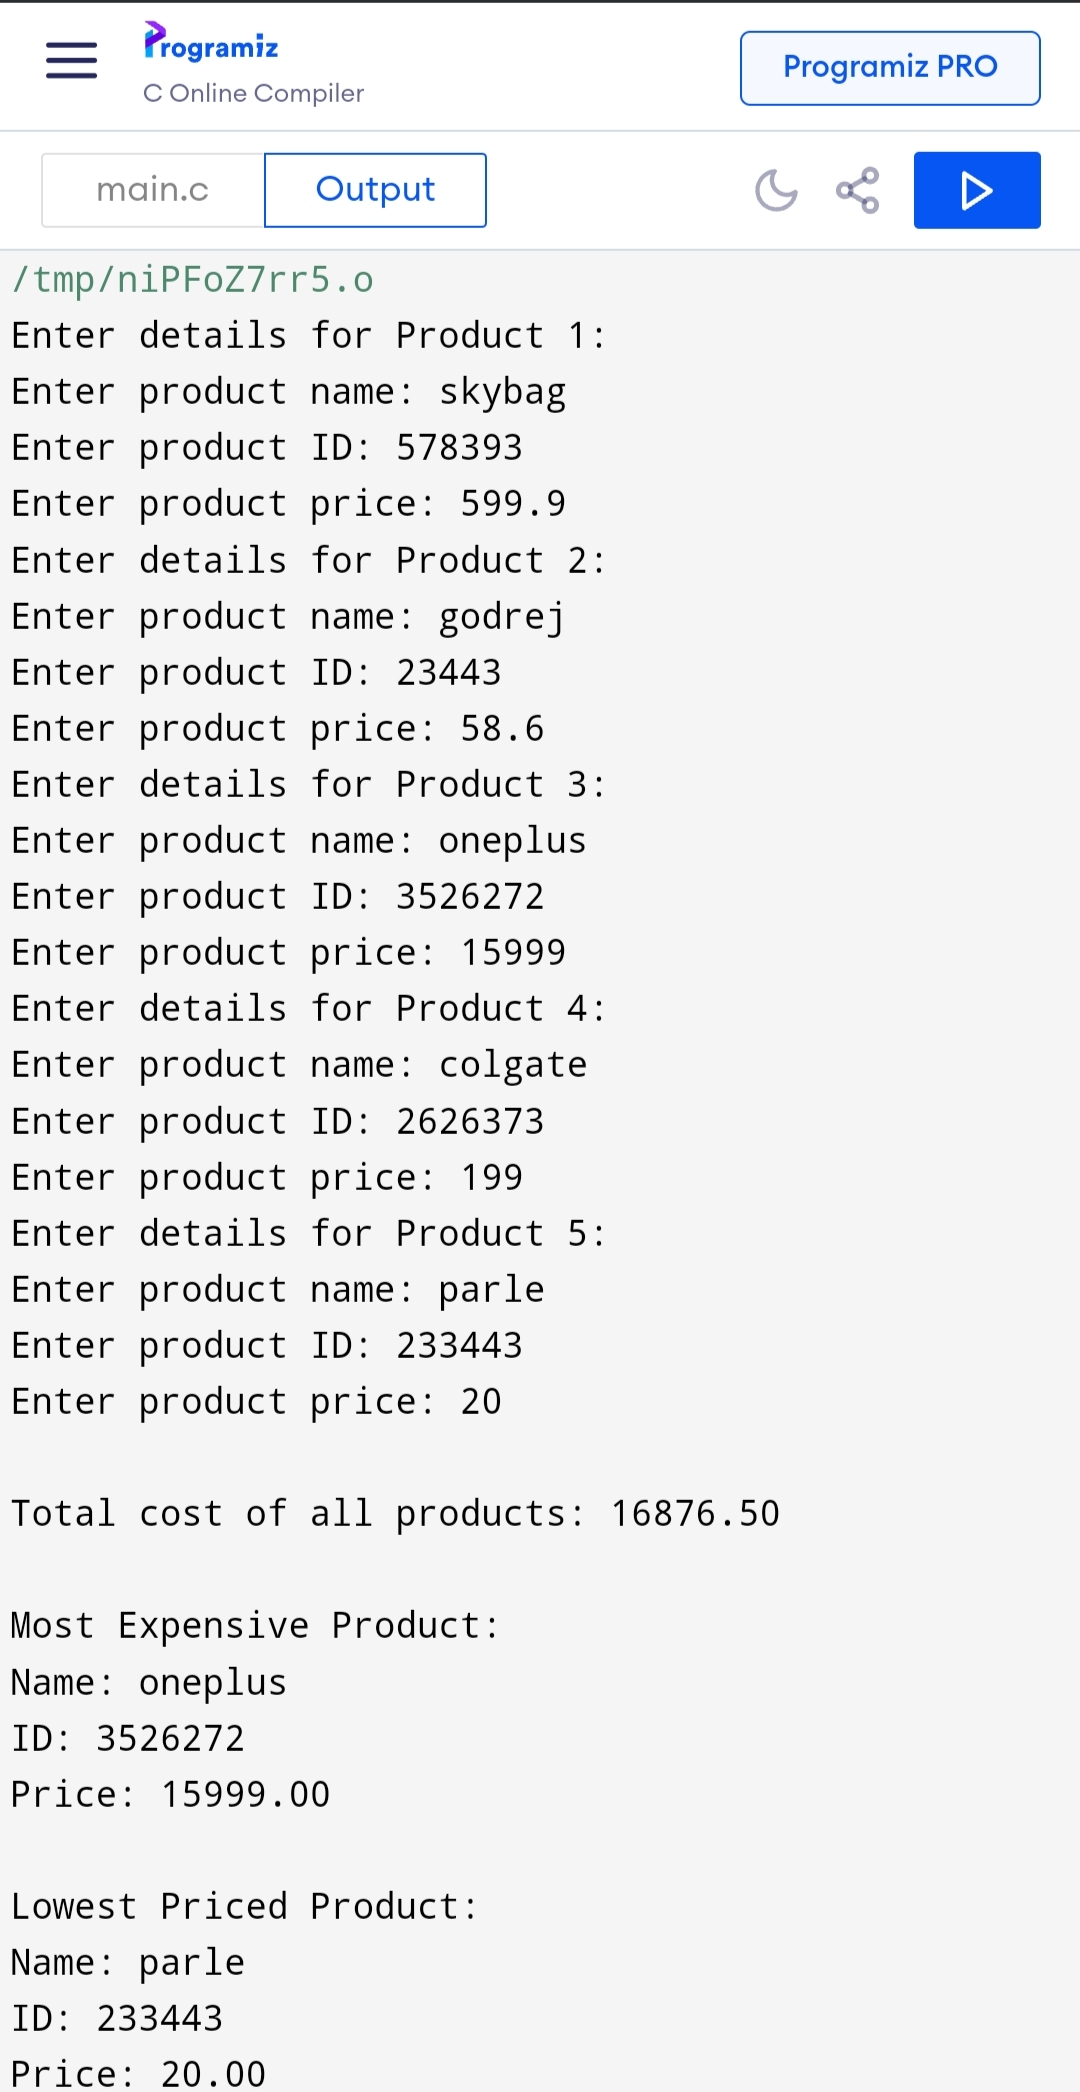 Programiz
C Online Compiler
Programiz PRO
main.c
Output
/tmp/niPFoZ7rr5.o
Enter details for Product 1:
Enter product name: skybag
Enter product ID: 578393
Enter product price: 599.9
Enter details for Product 2:
Enter product name: godrej
Enter product ID: 23443
Enter product price: 58.6
Enter details for Product 3:
Enter product name: oneplus
Enter product ID: 3526272
Enter product price: 15999
Enter details for Product 4:
Enter product name: colgate
Enter product ID: 2626373
Enter product price: 199
Enter details for Product 5:
Enter product name: parle
Enter product ID: 233443
Enter product price: 20
Total cost of all products: 16876.50
Most Expensive Product:
Name: oneplus
ID: 3526272
Price: 15999.00
Lowest Priced Product:
Name: parle
ID: 233443
Price: 20.00